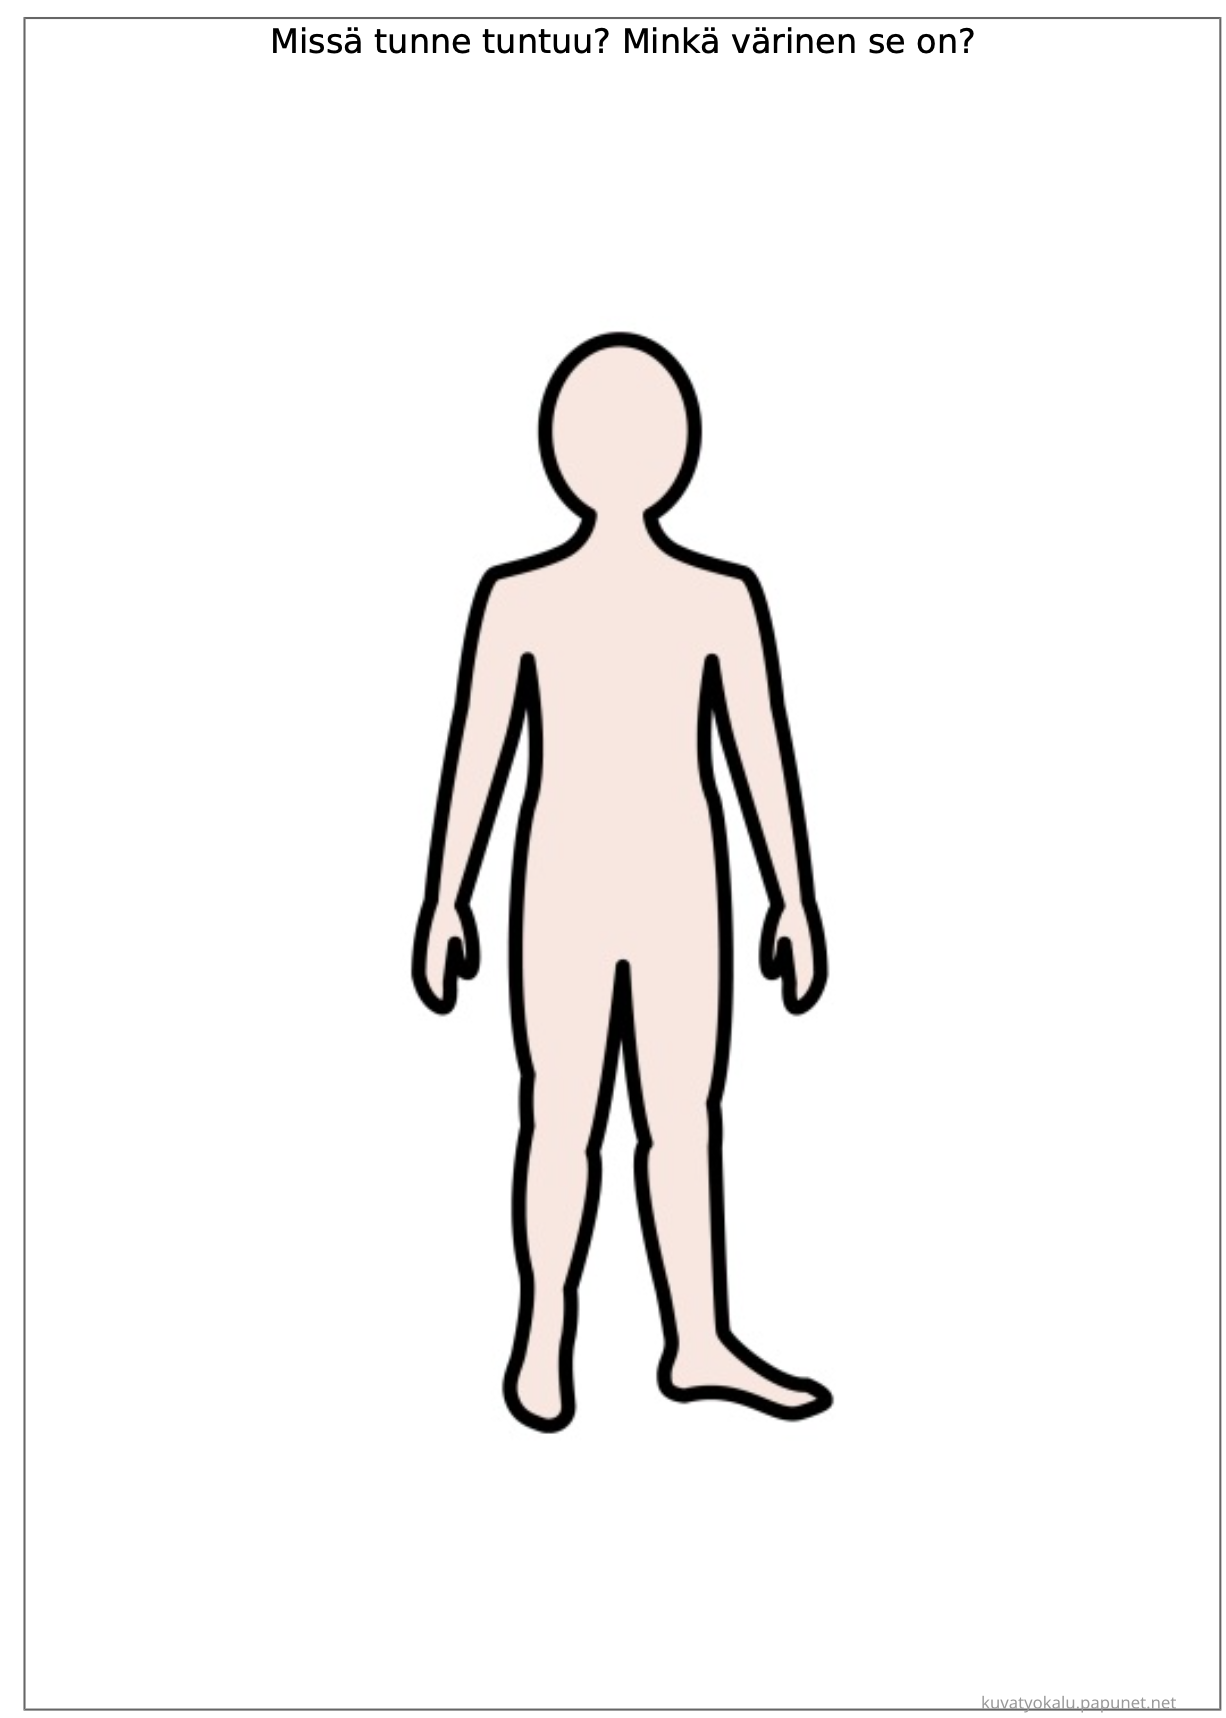 Missä tunne tuntuu? Minkä värinen se on?
kuvatyokalu.papunet.net